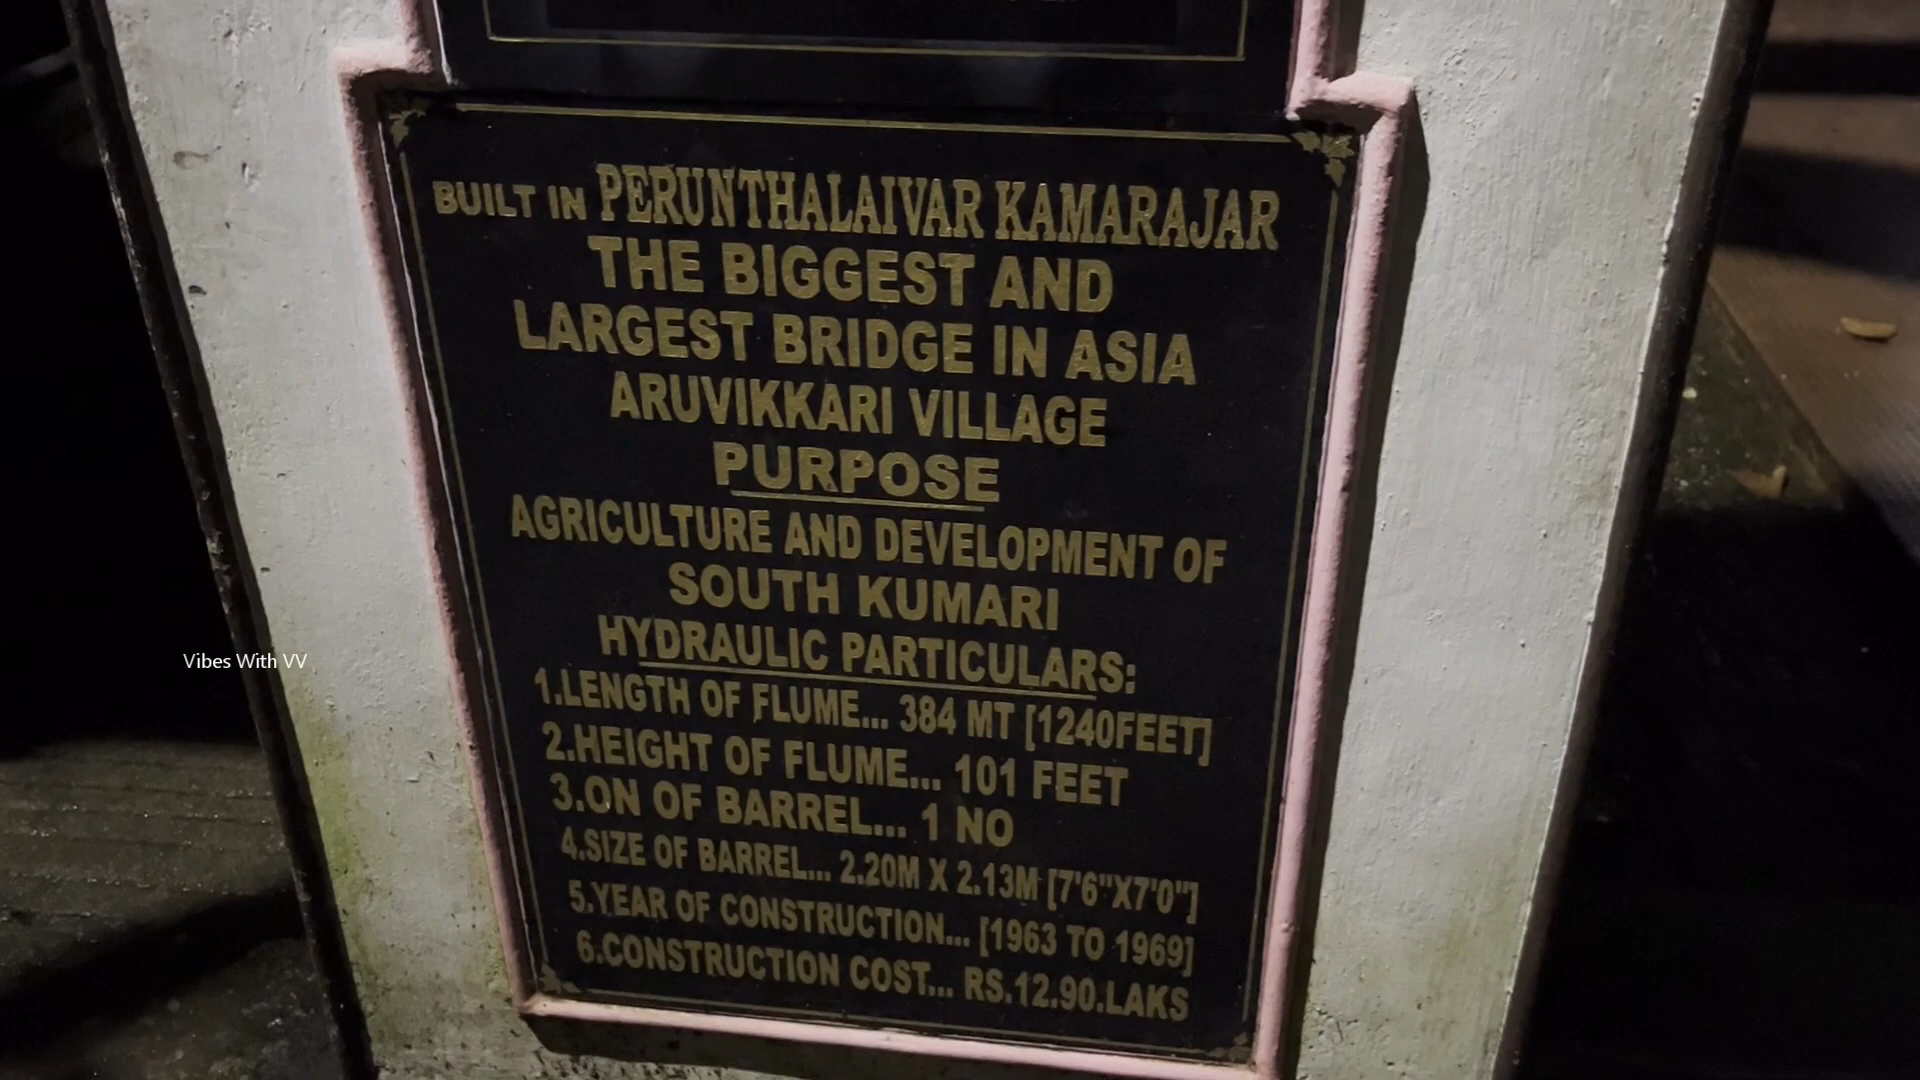 BUILT IN PERUNTHALAIVAR KAMARAJAR
THE BIGGEST AND
LARGEST BRIDGE IN ASIA
ARUVIKKARI VILLAGE
PURPOSE
AGRICULTURE AND DEVELOPMENT OF
SOUTH KUMARI
HYDRAULIC PARTICULARS:
1.LENGTH OF FLUME... 384 MT [1240FEET]
2.HEIGHT OF FLUME... 101 FEET
3.ON OF BARREL... 1 NO
4.SIZE OF BARREL... 2.20M X 2.13M [7'6"X7'0"]
5.YEAR OF CONSTRUCTION... [1963 TO 1969]
6.CONSTRUCTION COST... RS.12.90.LAKS
Vibes With VV